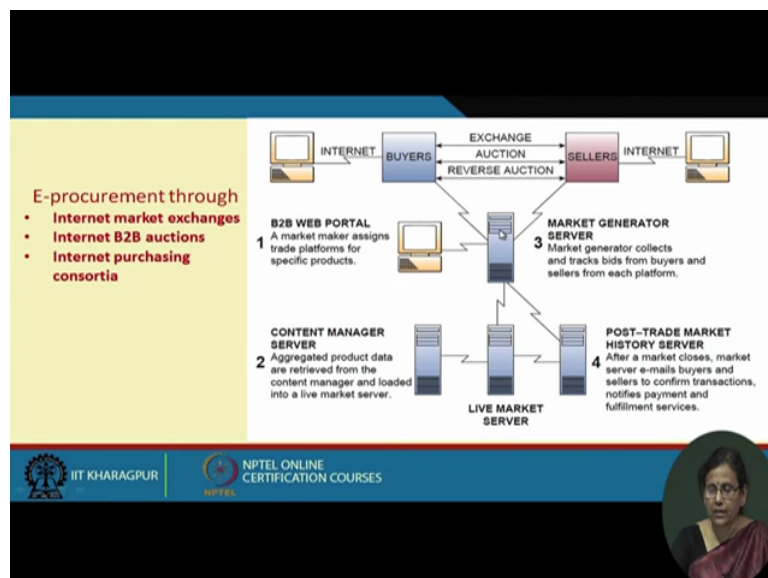 E-procurement through
• Internet market exchanges
• Internet B2B auctions
• Internet purchasing
consortia
INTERNET
BUYERS
EXCHANGE
AUCTION
REVERSE AUCTION
SELLERS
INTERNET
B2B WEB PORTAL
1 A market maker assigns
trade platforms for
specific products.
MARKET GENERATOR
SERVER
3 Market generator collects
and tracks bids from buyers and
sellers from each platform.
CONTENT MANAGER
SERVER
2 Aggregated product data
are retrieved from the
content manager and loaded
into a live market server.
LIVE MARKET
SERVER
POST–TRADE MARKET
HISTORY SERVER
4 After a market closes, market
server e-mails buyers and
sellers to confirm transactions,
notifies payment and
fulfillment services.
IIT KHARAGPUR
NPTEL
NPTEL ONLINE
CERTIFICATION COURSES